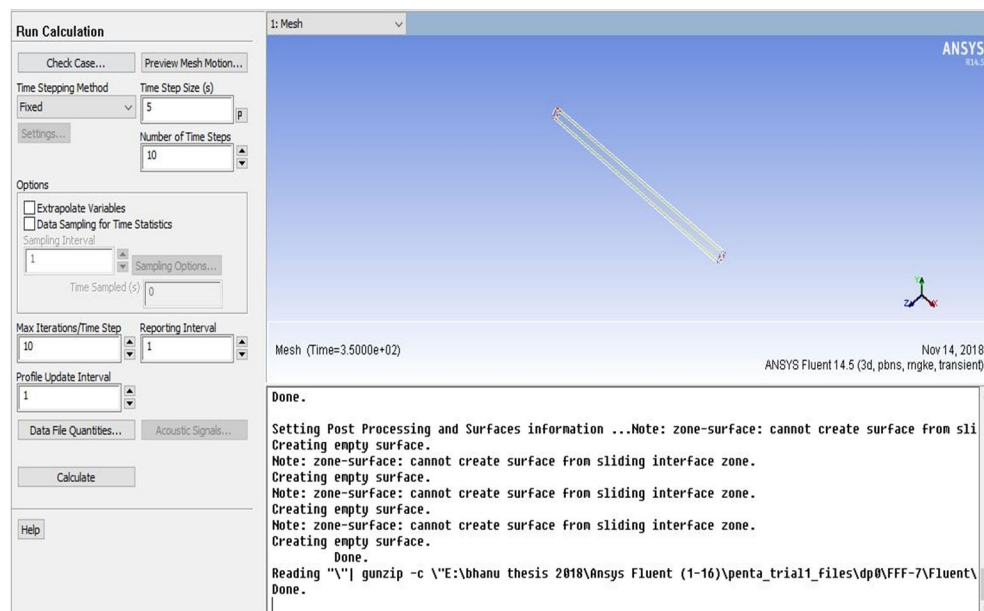 Run Calculation
Check Case...
Preview Mesh Motion...
Time Stepping Method
Time Step Size (s)
Fixed
5
P
Settings...
Number of Time Steps
10
Options
Extrapolate Variables
Data Sampling for Time Statistics
Sampling Interval
1
Sampling Options...
Time Sampled (s)
0
Max Iterations/Time Step
Reporting Interval
10
1
Profile Update Interval
1
Data File Quantities...
Acoustic Signals...
Calculate
Help
1: Mesh
ANSYS
R14.5
Y
Z
X
Mesh (Time=3.5000e+02)
Nov 14, 2018
ANSYS Fluent 14.5 (3d, pbns, rngke, transient)
Done.
Setting Post Processing and Surfaces information ...Note: zone-surface: cannot create surface from sli
Creating empty surface.
Note: zone-surface: cannot create surface from sliding interface zone.
Creating empty surface.
Note: zone-surface: cannot create surface from sliding interface zone.
Creating empty surface.
Note: zone-surface: cannot create surface from sliding interface zone.
Creating empty surface.
Done.
Reading "\"| gunzip -c \"E:\bhanu thesis 2018\Ansys Fluent (1-16)\penta_trial1_files\dp0\FFF-7\Fluent\
Done.